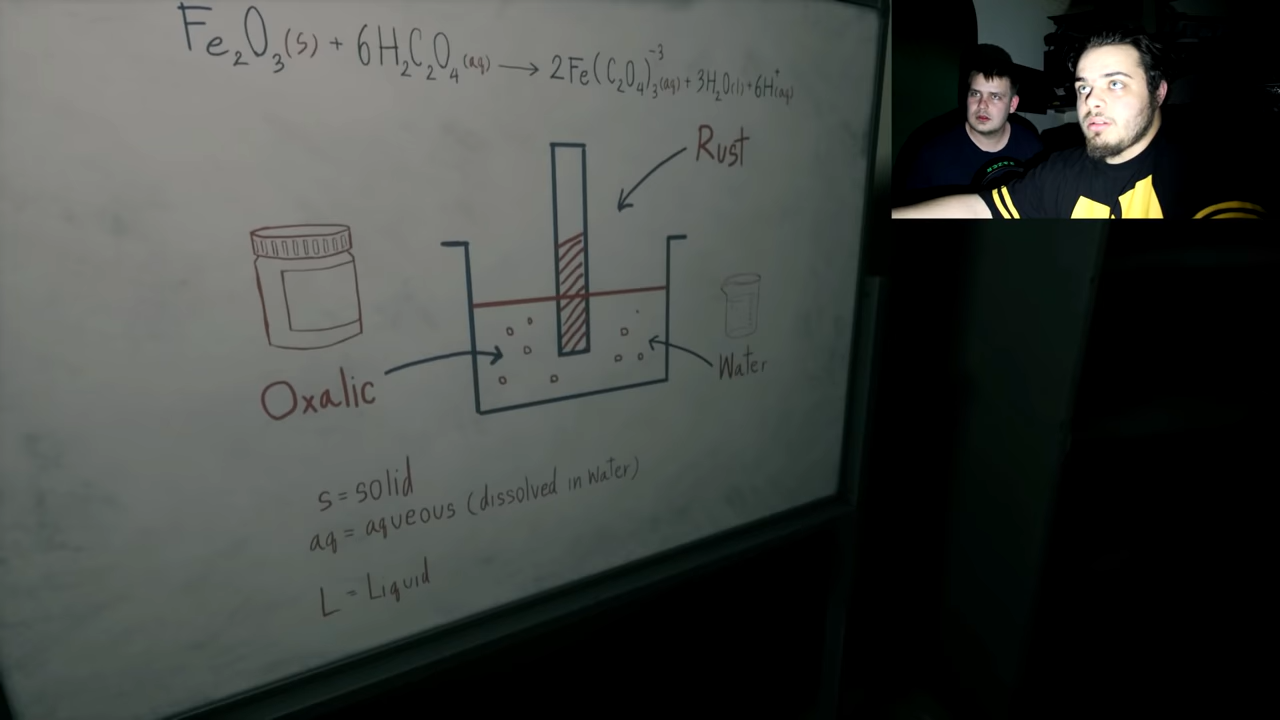 Fe₂O₃(s) + 6H₂C₂O₄(aq) → 2Fe(C₂O₄)₃⁻³(aq) + 3H₂O(l) + 6H⁺(aq)
Rust
Oxalic
Water
s = solid
aq = aqueous (dissolved in water)
L = Liquid